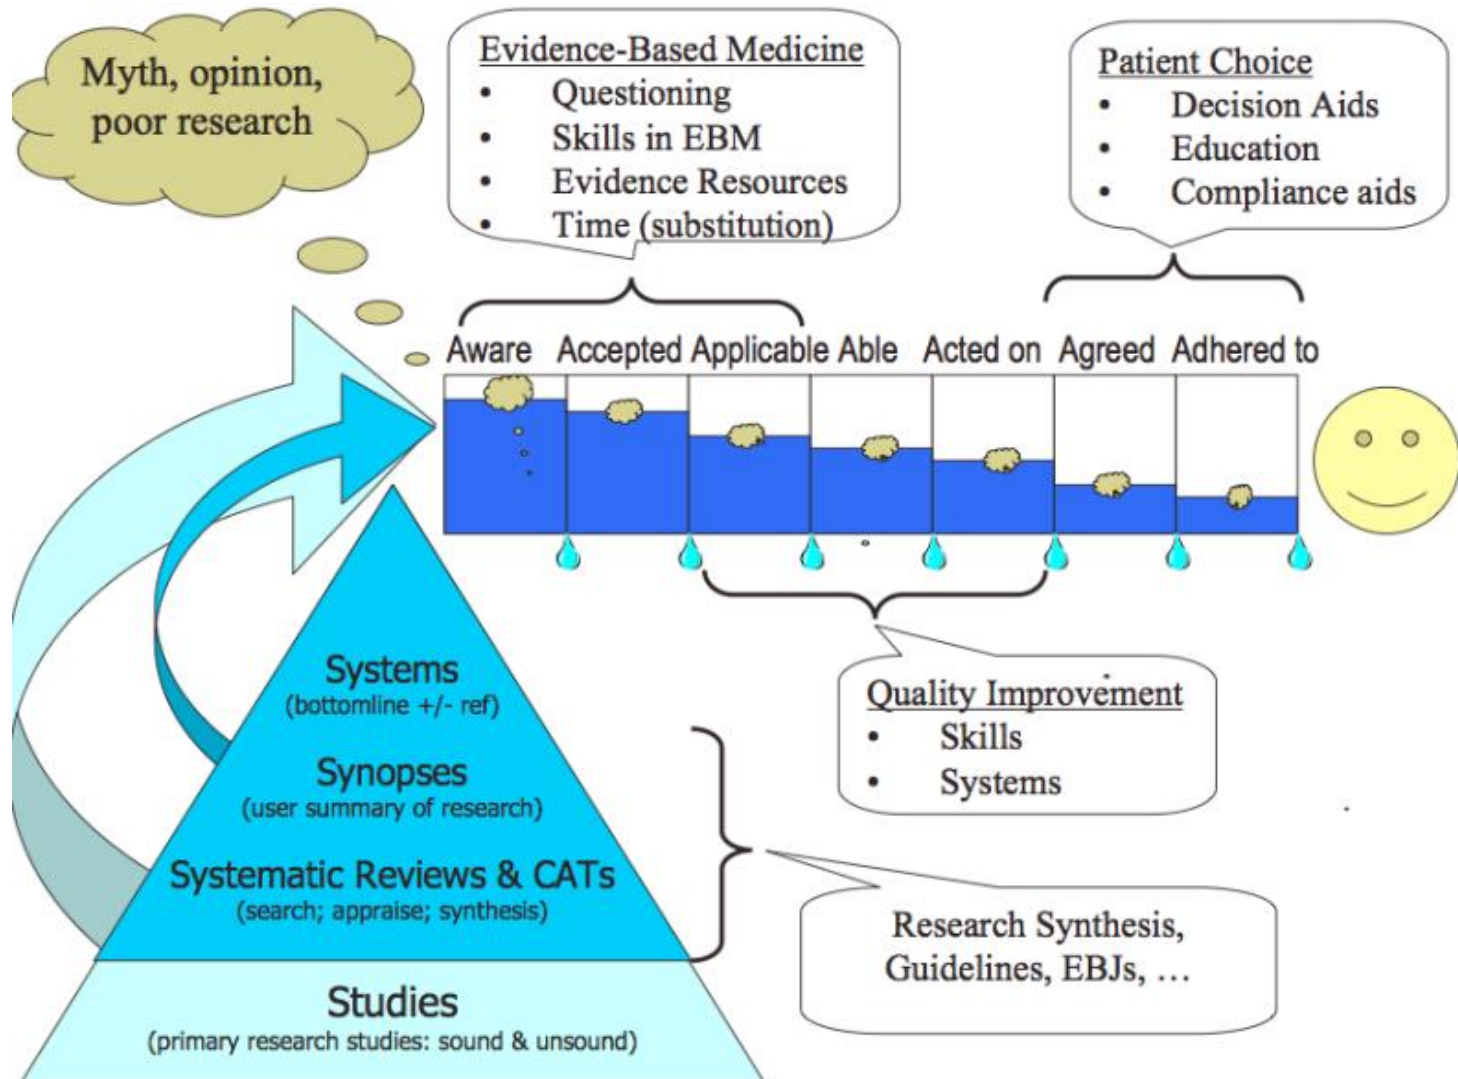 Myth, opinion,
poor research
Evidence-Based Medicine
• Questioning
• Skills in EBM
• Evidence Resources
• Time (substitution)
Patient Choice
• Decision Aids
• Education
• Compliance aids
Aware Accepted Applicable Able Acted on Agreed Adhered to
Quality Improvement
• Skills
• Systems
Systems
(bottomline +/- ref)
Synopses
(user summary of research)
Systematic Reviews & CATs
(search; appraise; synthesis)
Research Synthesis,
Guidelines, EBJs, …
Studies
(primary research studies: sound & unsound)